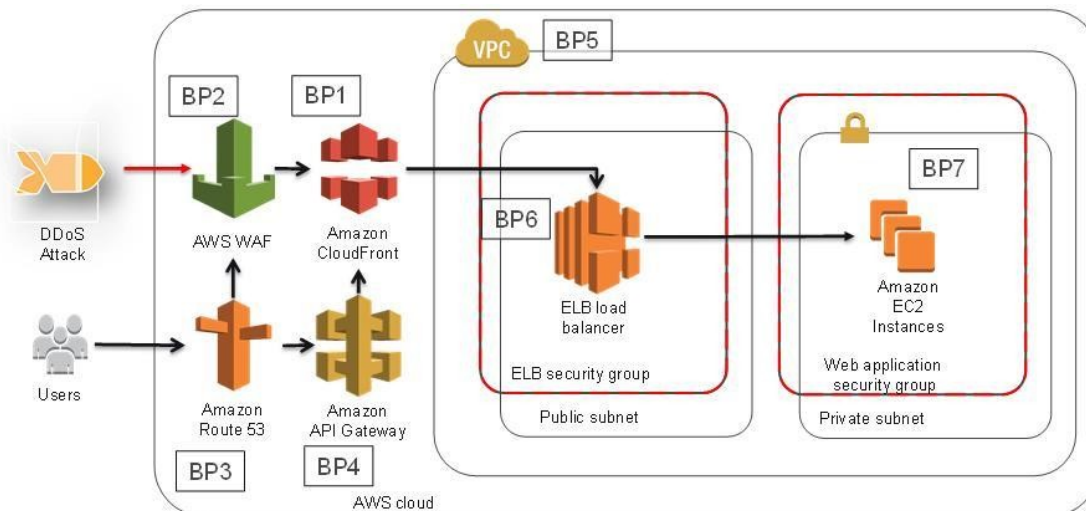 VPC
BP5
BP2
BP1
BP7
BP6
DDoS
Attack
AWS WAF
Amazon
CloudFront
ELB load
balancer
Amazon
EC2
Instances
Users
Amazon
Route 53
Amazon
API Gateway
ELB security group
Web application
security group
Public subnet
Private subnet
BP3
BP4
AWS cloud